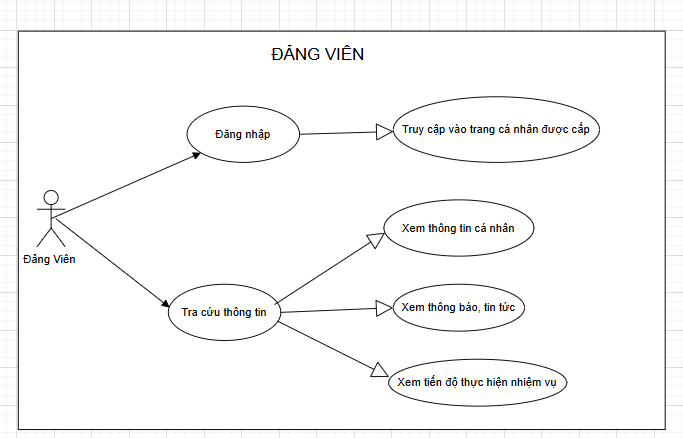 ĐẢNG VIÊN
Đăng nhập
Truy cập vào trang cá nhân được cấp
Xem thông tin cá nhân
Đảng Viên
Tra cứu thông tin
Xem thông báo, tin tức
Xem tiến độ thực hiện nhiệm vụ